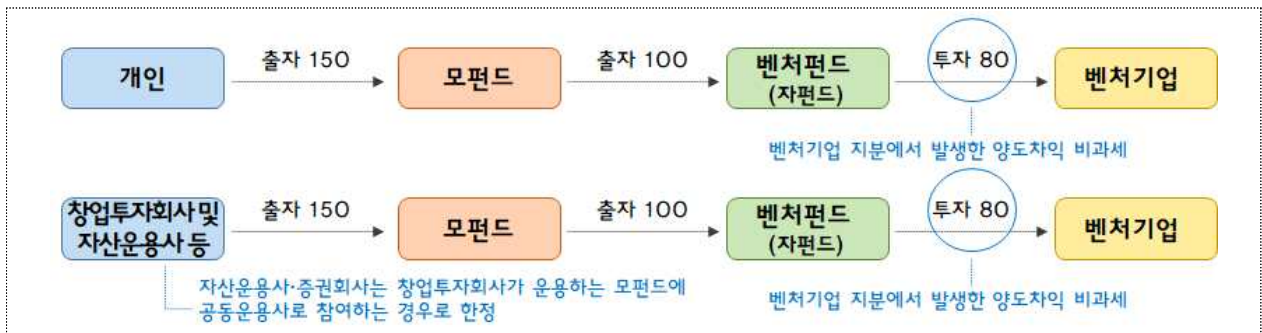 개인
출자 150
모펀드
출자 100
벤처펀드
(자펀드)
투자 80
벤처기업
벤처기업 지분에서 발생한 양도차익 비과세
창업투자회사 및
자산운용사 등
출자 150
모펀드
출자 100
벤처펀드
(자펀드)
투자 80
벤처기업
자산운용사·증권회사는 창업투자회사가 운용하는 모펀드에
공동운용사로 참여하는 경우로 한정
벤처기업 지분에서 발생한 양도차익 비과세